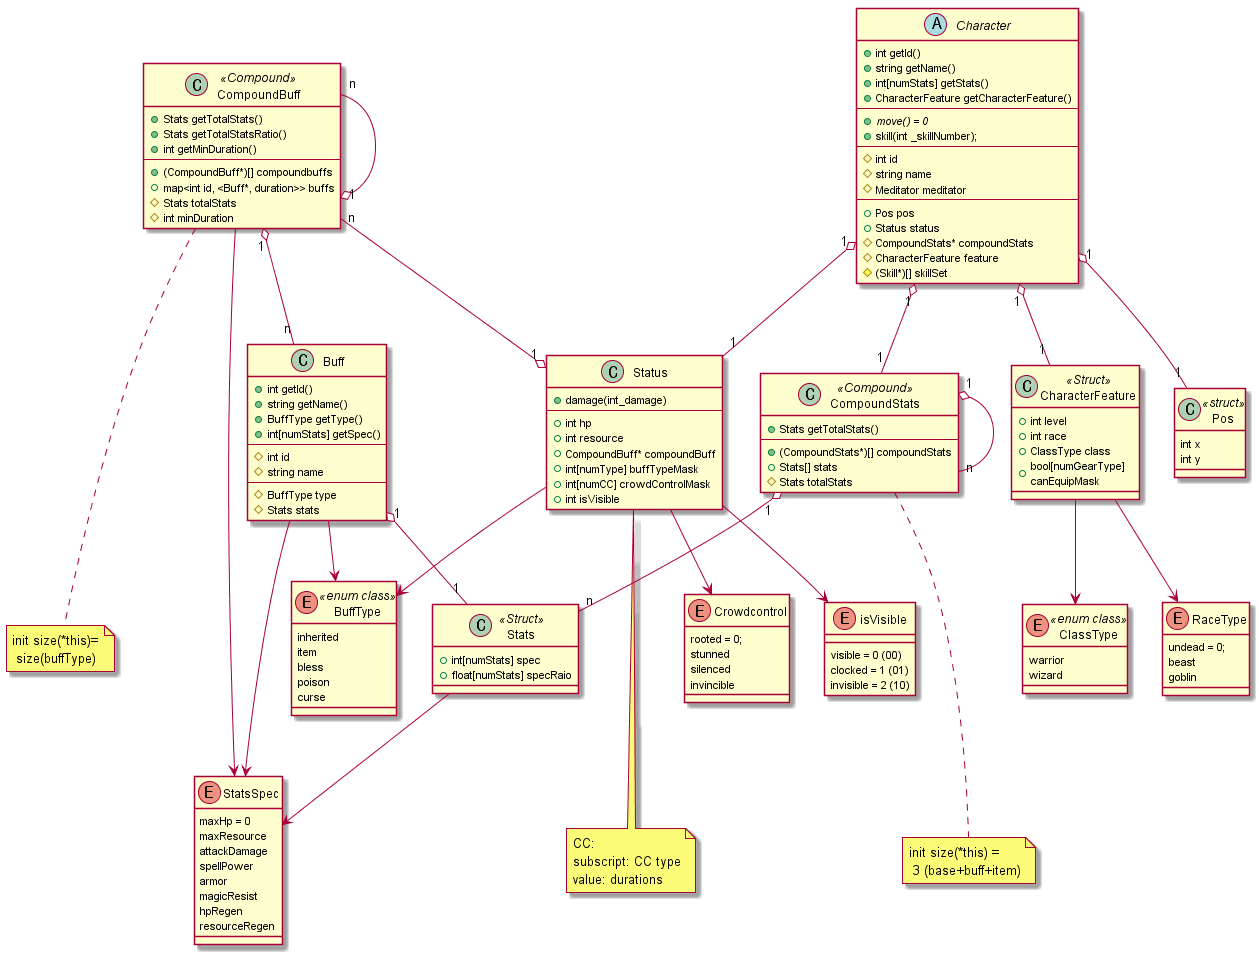 A Character
int getId()
string getName()
int[numStats] getStats()
CharacterFeature getCharacterFeature()
move() = 0
skill(int _skillNumber);
int id
string name
Meditator meditator
Pos pos
Status status
CompoundStats* compoundStats
CharacterFeature feature
(Skill*)[] skillSet
1
1
1
1
1
1
1
1
C «Compound»
CompoundBuff
Stats getTotalStats()
Stats getTotalStatsRatio()
int getMinDuration()
(CompoundBuff*)[] compoundbuffs
map<int id, <Buff*, duration>> buffs
Stats totalStats
int minDuration
n
1
n
1
1
n
C Buff
int getId()
string getName()
BuffType getType()
int[numStats] getSpec()
int id
string name
BuffType type
Stats stats
1
1
C Status
damage(int_damage)
int hp
int resource
CompoundBuff* compoundBuff
int[numType] buffTypeMask
int[numCC] crowdControlMask
int isVisible
C «Compound»
CompoundStats
Stats getTotalStats()
(CompoundStats*)[] compoundStats
Stats[] stats
Stats totalStats
1
n
1
n
C «Struct»
CharacterFeature
int level
int race
ClassType class
bool[numGearType]
canEquipMask
C «struct»
Pos
int x
int y
init size(*this)=
size(buffType)
E «enum class»
BuffType
inherited
item
bless
poison
curse
C «Struct»
Stats
int[numStats] spec
float[numStats] specRaio
E Crowdcontrol
rooted = 0;
stunned
silenced
invincible
E isVisible
visible = 0 (00)
clocked = 1 (01)
invisible = 2 (10)
E «enum class»
ClassType
warrior
wizard
E RaceType
undead = 0;
beast
goblin
E StatsSpec
maxHp = 0
maxResource
attackDamage
spellPower
armor
magicResist
hpRegen
resourceRegen
CC:
subscript: CC type
value: durations
init size(*this) =
3 (base+buff+item)